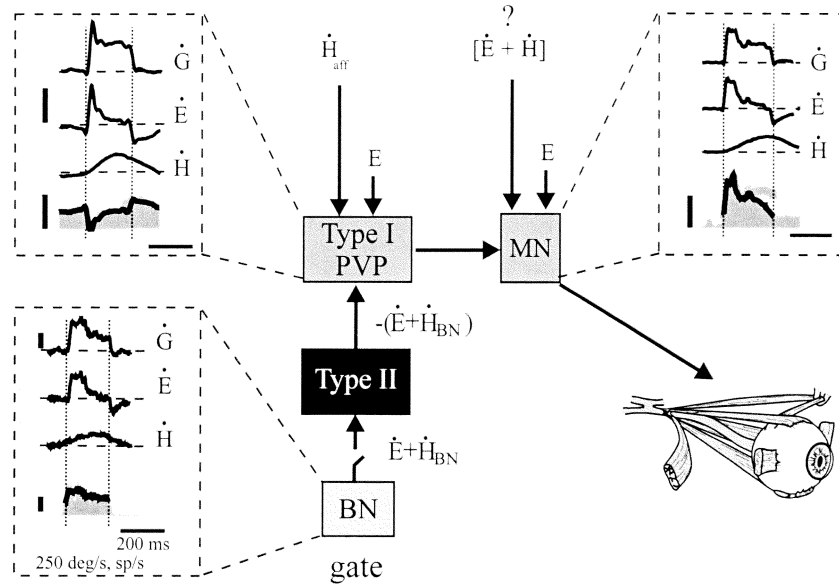 ?
Ḣaff
[Ė + Ḣ]
Ġ
Ė
Ḣ
E
E
Ġ
Ė
Ḣ
Type I
PVP
MN
-(Ė+ḢBN)
Type II
Ė+ḢBN
BN
gate
Ġ
Ė
Ḣ
200 ms
250 deg/s, sp/s